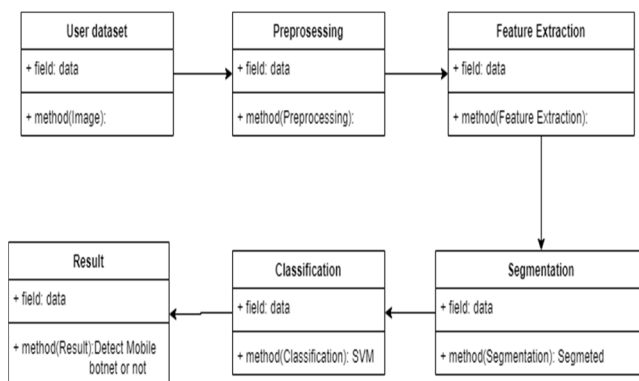 User dataset
+ field: data
+ method(Image):
Preprosessing
+ field: data
+ method(Preprocessing):
Feature Extraction
+ field: data
+ method(Feature Extraction):
Result
+ field: data
+ method(Result):Detect Mobile
botnet or not
Classification
+ field: data
+ method(Classification): SVM
Segmentation
+ field: data
+ method(Segmentation): Segmeted